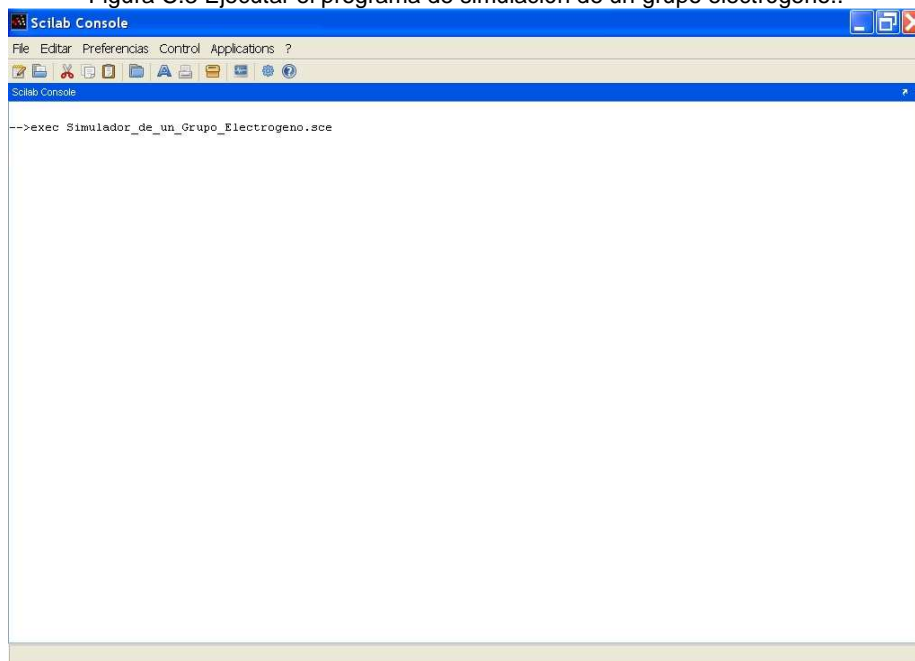 Figura C.3 Ejecutar el programa de simulación de un grupo electrógeno..
Scilab Console
File Editar Preferencias Control Applications ?
Scilab Console
-->exec Simulador_de_un_Grupo_Electrogeno.sce